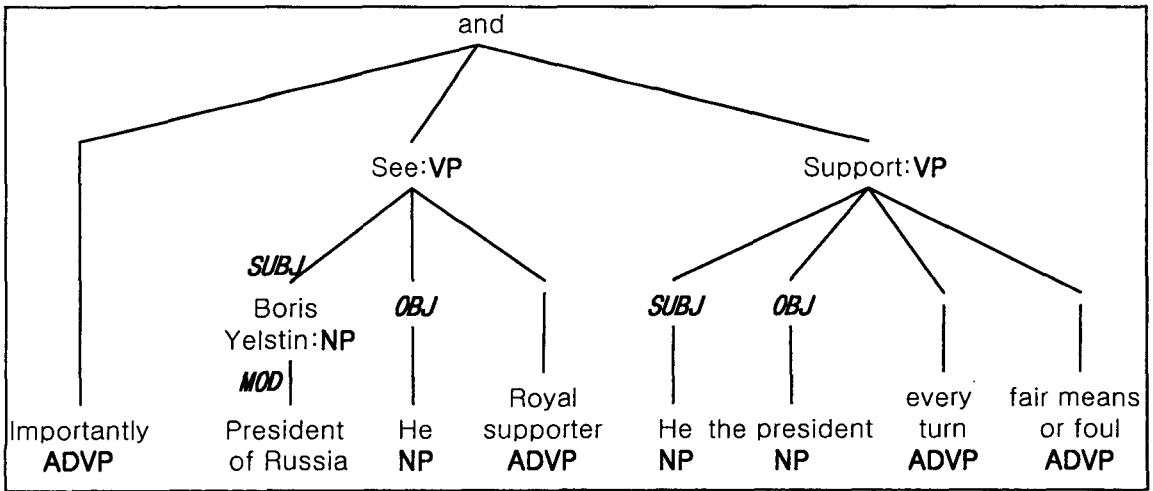 and
See:VP Support:VP
SUBJ
Boris OBJ SUBJ OBJ
Yelstin:NP
MOD
Royal every fair means
Importantly President He supporter He the president turn or foul
ADVP of Russia NP ADVP NP NP ADVP ADVP